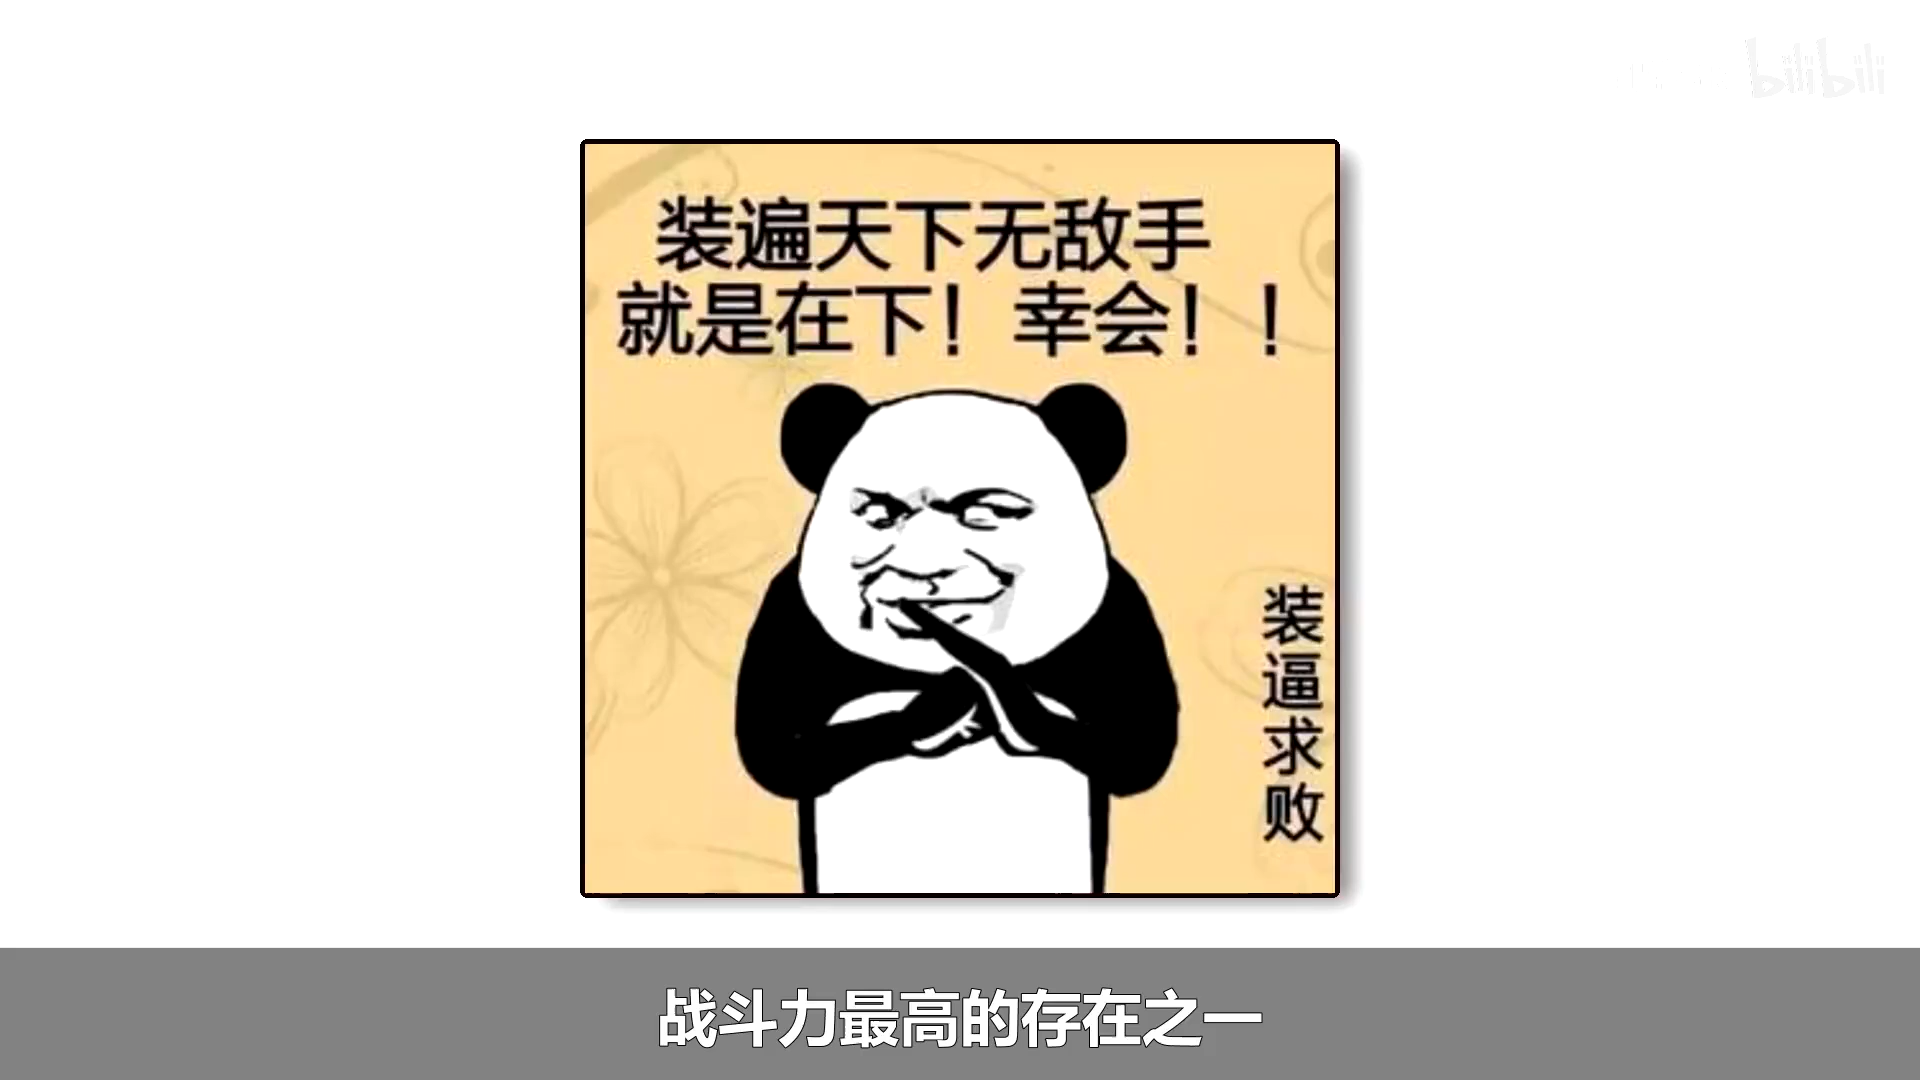 bilibili
装遍天下无敌手
就是在下！幸会！！
装逼求败
战斗力最高的存在之一